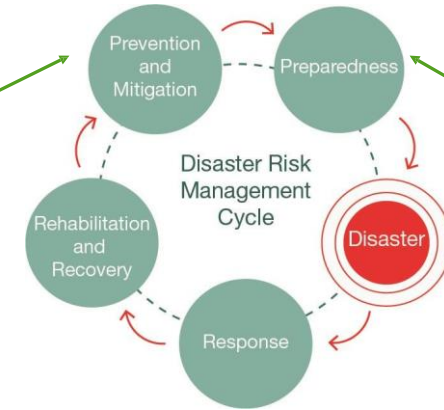 Prevention
and
Mitigation
Preparedness
Disaster Risk
Management
Cycle
Rehabilitation
and
Recovery
Disaster
Response